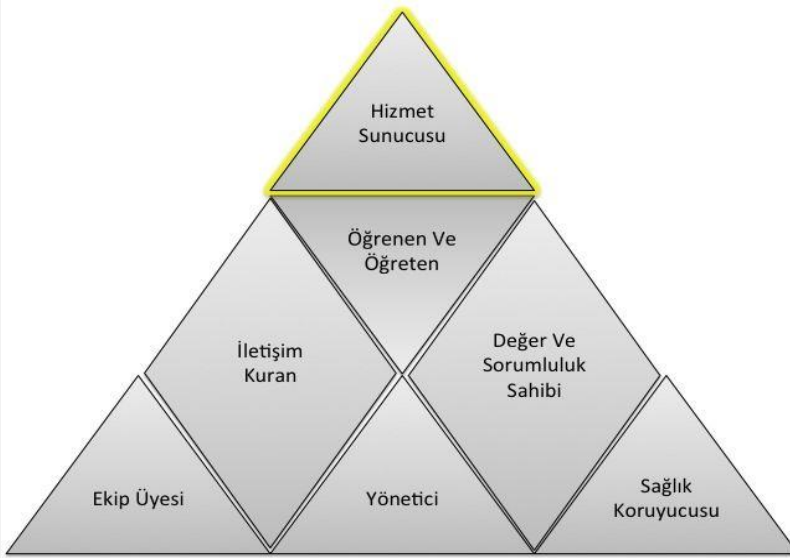 Hizmet
Sunucusu
Öğrenen Ve
Öğreten
İletişim
Kuran
Değer Ve
Sorumluluk
Sahibi
Ekip Üyesi
Yönetici
Sağlık
Koruyucusu